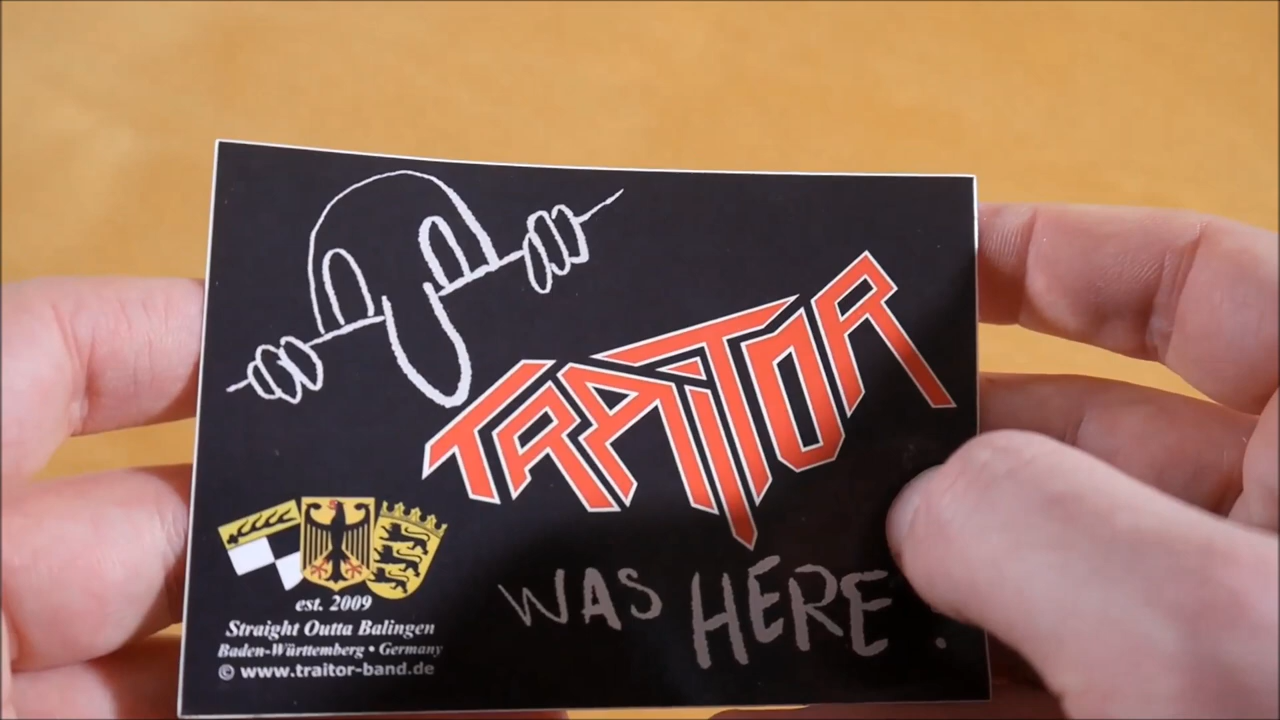 TRAITOR
WAS HERE.
est. 2009
Straight Outta Balingen
Baden-Württemberg • Germany
© www.traitor-band.de